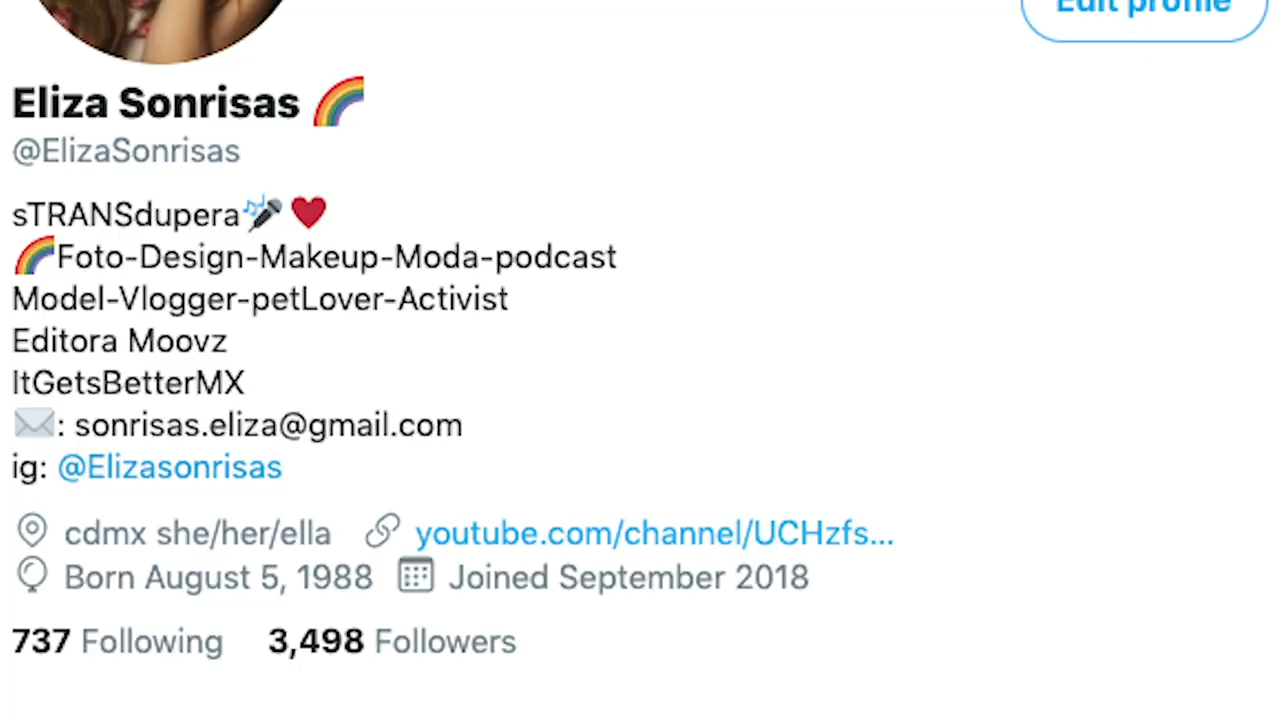 Edit profile
Eliza Sonrisas 🌈
@ElizaSonrisas
sTRANSdupera🎤❤️
🌈Foto-Design-Makeup-Moda-podcast
Model-Vlogger-petLover-Activist
Editora Moovz
ItGetsBetterMX
✉️: sonrisas.eliza@gmail.com
ig: @Elizasonrisas
cdmx she/her/ella youtube.com/channel/UCHzfs...
Born August 5, 1988 Joined September 2018
737 Following 3,498 Followers